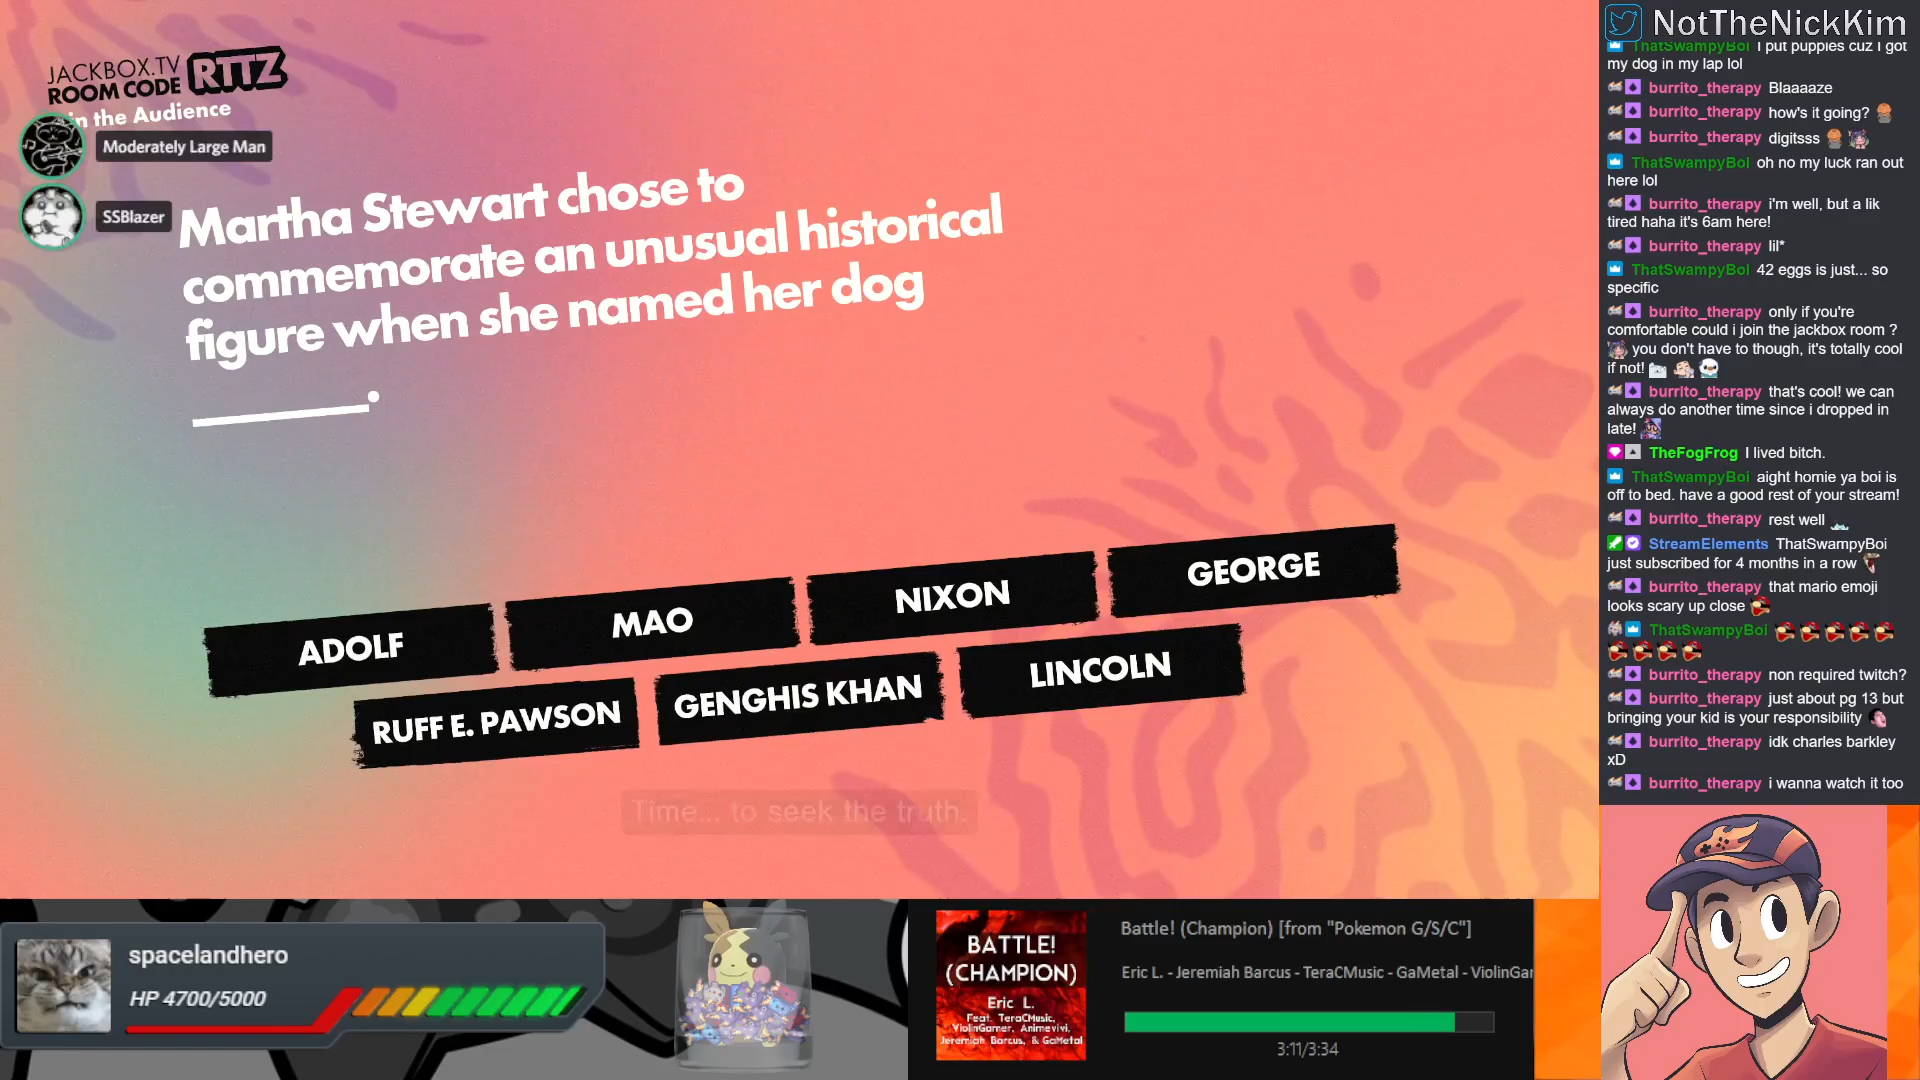 JACKBOX.TV
ROOM CODE RTTZ
in the Audience
Moderately Large Man
SSBlazer
Martha Stewart chose to
commemorate an unusual historical
figure when she named her dog
________.
ADOLF
MAO
NIXON
GEORGE
RUFF E. PAWSON
GENGHIS KHAN
LINCOLN
Time... to seek the truth.
NotTheNickKim
ThatSwampyBoi I put puppies cuz I got
my dog in my lap lol
burrito_therapy Blaaaaze
burrito_therapy how's it going?
burrito_therapy digitsss
ThatSwampyBoi oh no my luck ran out
here lol
burrito_therapy i'm well, but a lik
tired haha it's 6am here!
burrito_therapy lil*
ThatSwampyBoi 42 eggs is just... so
specific
burrito_therapy only if you're
comfortable could i join the jackbox room ?
you don't have to though, it's totally cool
if not!
burrito_therapy that's cool! we can
always do another time since i dropped in
late!
TheFogFrog I lived bitch.
ThatSwampyBoi aight homie ya boi is
off to bed. have a good rest of your stream!
burrito_therapy rest well
StreamElements ThatSwampyBoi
just subscribed for 4 months in a row
burrito_therapy that mario emoji
looks scary up close
ThatSwampyBoi
burrito_therapy non required twitch?
burrito_therapy just about pg 13 but
bringing your kid is your responsibility
burrito_therapy idk charles barkley
xD
burrito_therapy i wanna watch it too
spacelandhero
HP 4700/5000
BATTLE!
(CHAMPION)
Eric L.
Feat. TeraCMusic,
ViolinGamer, Animevivi,
Jeremiah Barcus, & GaMetal
Battle! (Champion) [from "Pokemon G/S/C"]
Eric L. - Jeremiah Barcus - TeraCMusic - GaMetal - ViolinGar
3:11/3:34